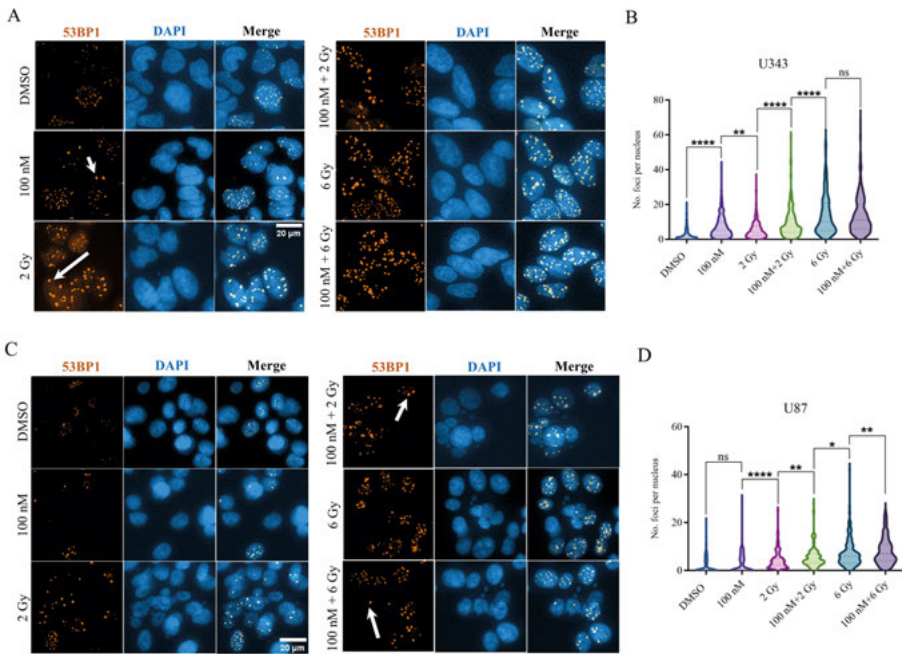 A
53BP1 DAPI Merge
DMSO
100 nM
2 Gy
20 µm
53BP1 DAPI Merge
100 nM + 2 Gy
6 Gy
100 nM + 6 Gy
B
U343
ns
**** ** **** ****
No. foci per nucleus
80
60
40
20
0
DMSO 100 nM 2 Gy 100 nM+2 Gy 6 Gy 100 nM+6 Gy
C
53BP1 DAPI Merge
DMSO
100 nM
2 Gy
20 µm
53BP1 DAPI Merge
100 nM + 2 Gy
6 Gy
100 nM + 6 Gy
D
U87
ns **** ** * **
No. foci per nucleus
60
40
20
0
DMSO 100 nM 2 Gy 100 nM+2 Gy 6 Gy 100 nM+6 Gy